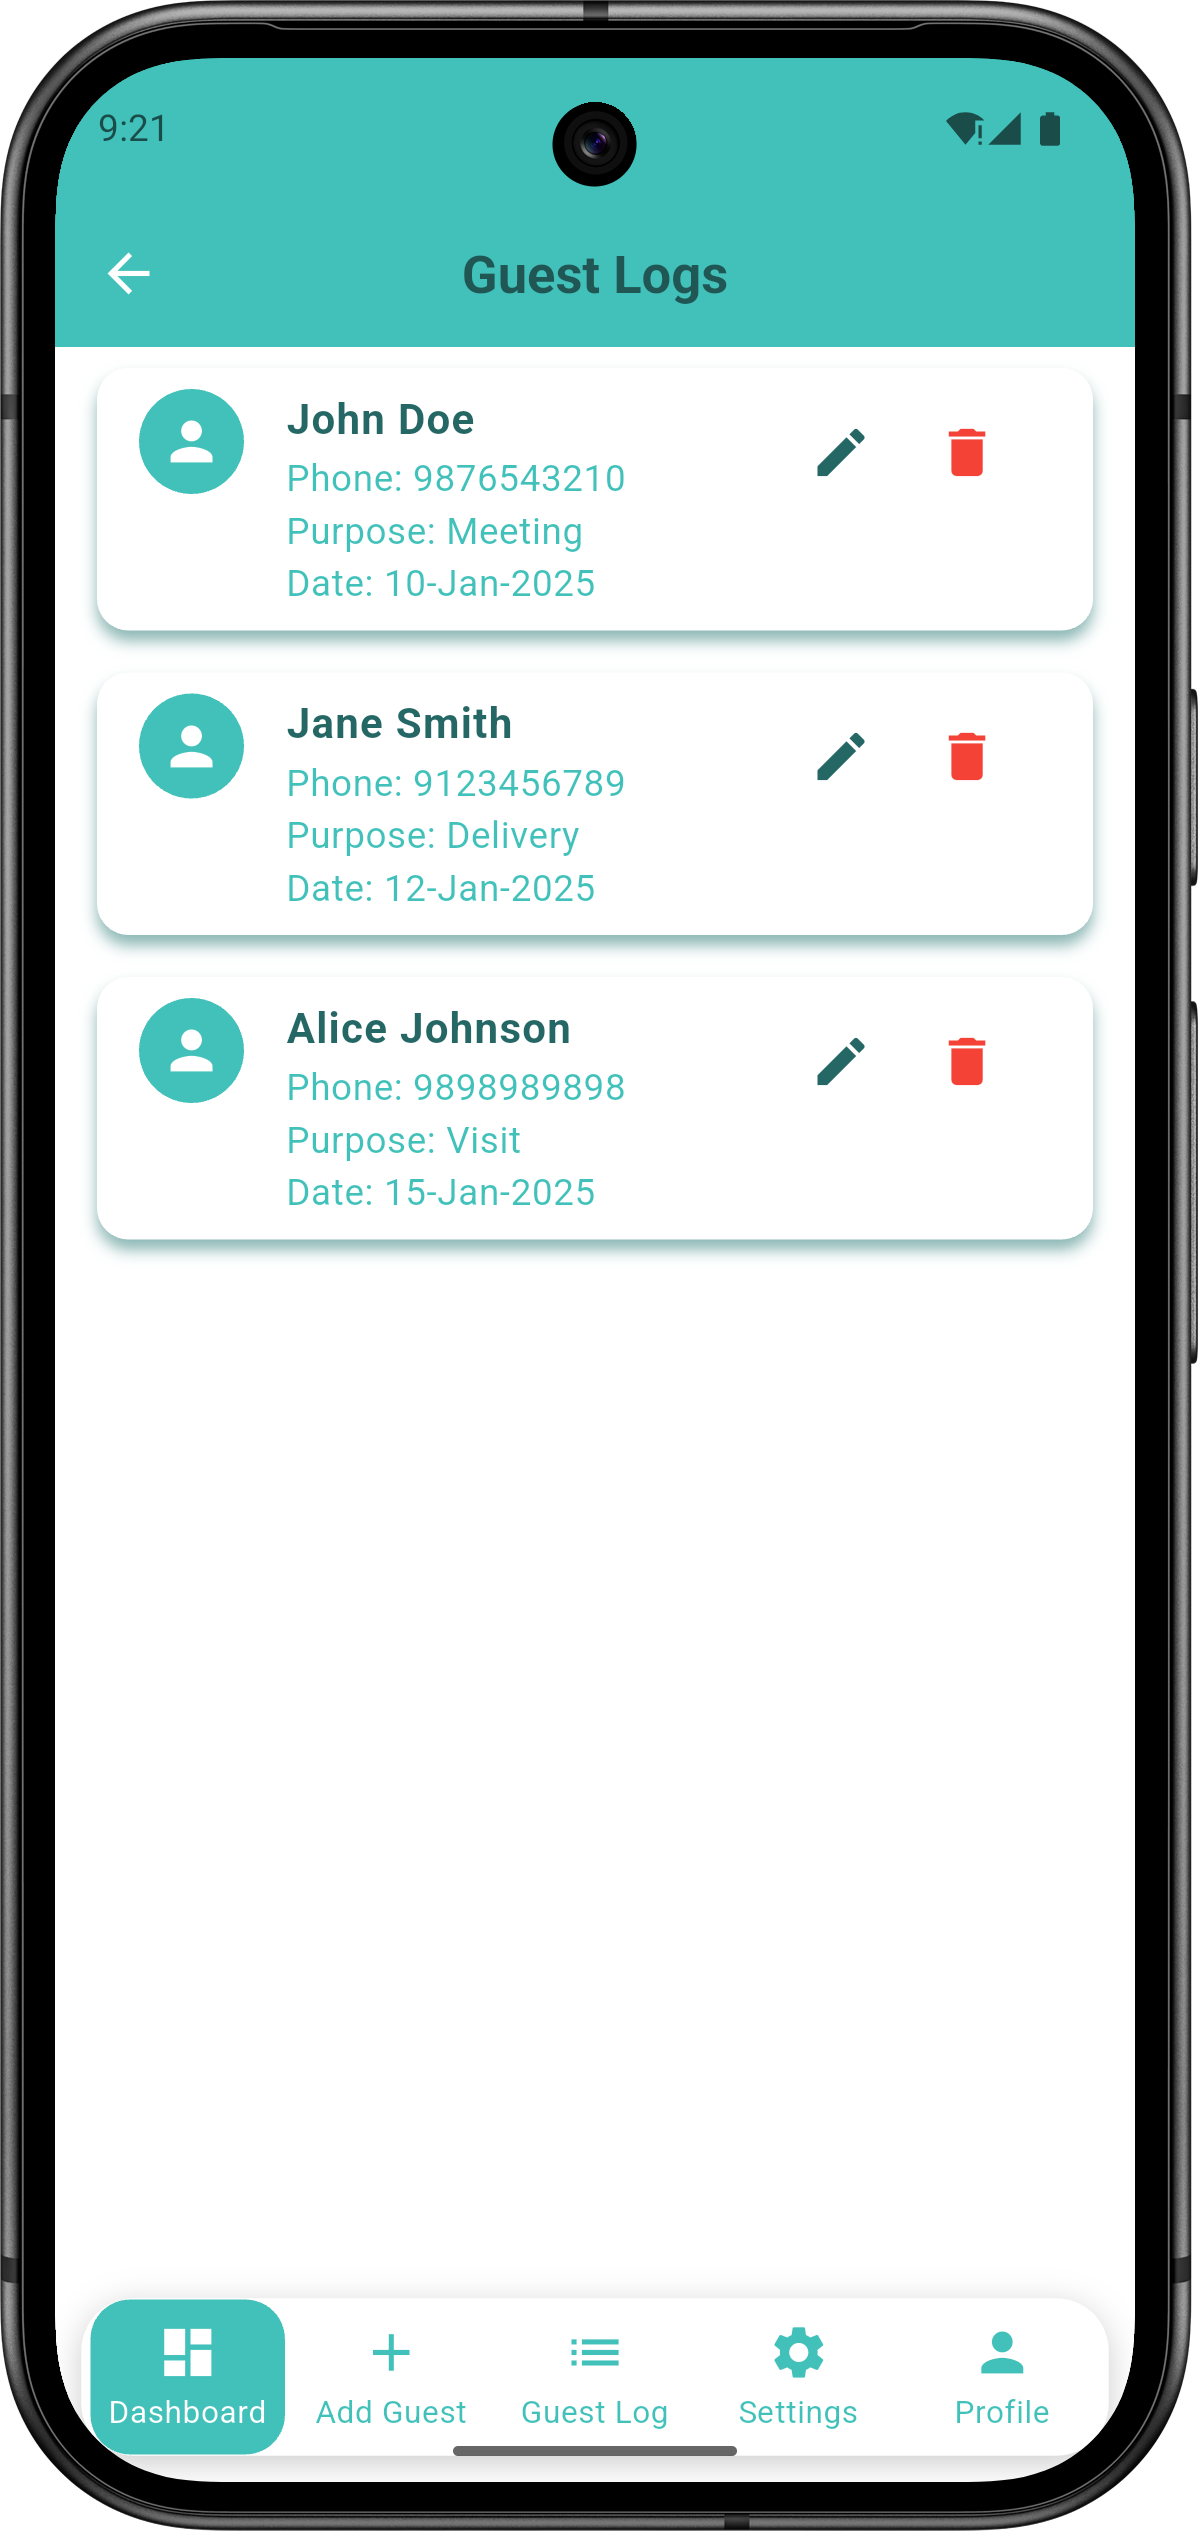 9:21
Guest Logs
John Doe
Phone: 9876543210
Purpose: Meeting
Date: 10-Jan-2025
Jane Smith
Phone: 9123456789
Purpose: Delivery
Date: 12-Jan-2025
Alice Johnson
Phone: 9898989898
Purpose: Visit
Date: 15-Jan-2025
Dashboard Add Guest Guest Log Settings Profile